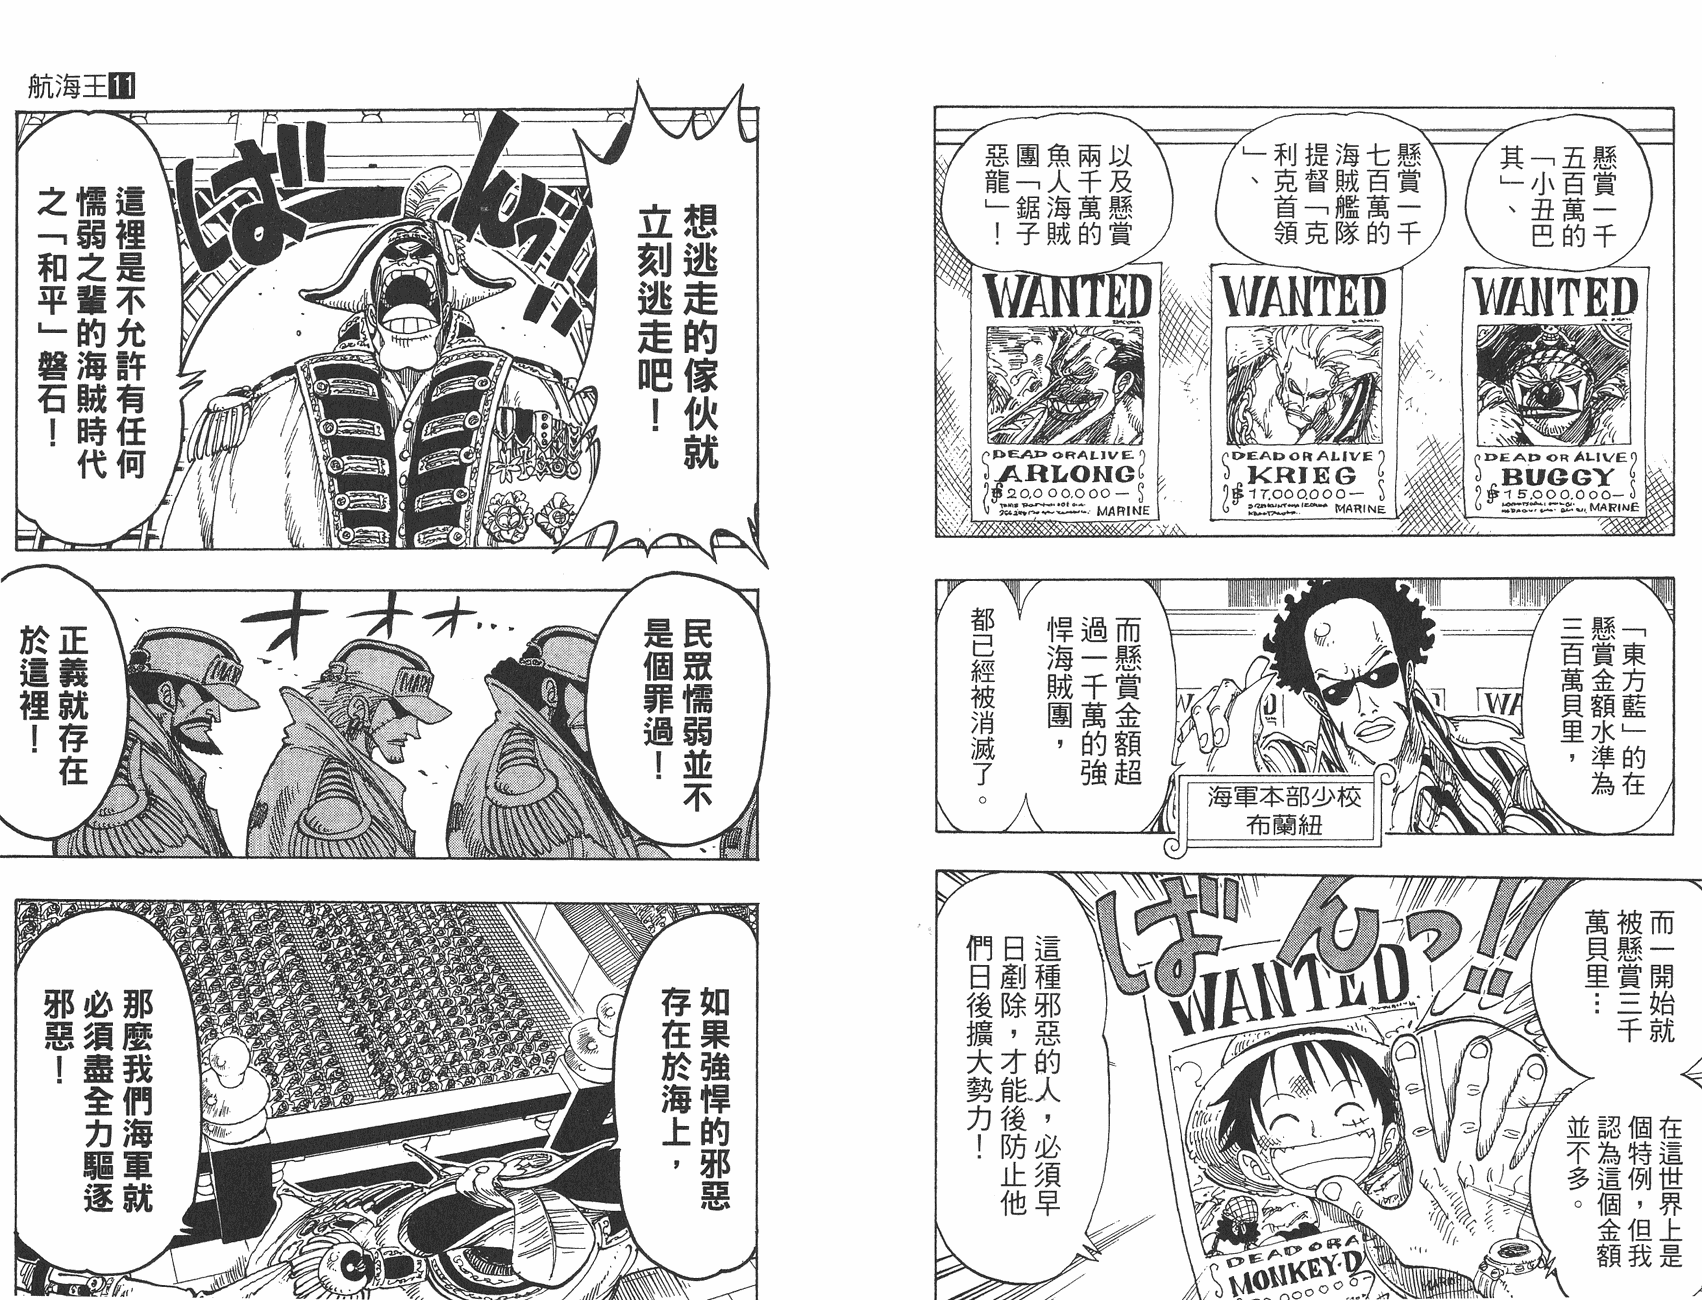 懸賞一千
五百萬的
「小丑巴
其」、
懸賞一千
七百萬的
海賊艦隊
提督「克
利克首領
」、
以及懸賞
兩千萬的
魚人海賊
團「鋸子
惡龍」！
WANTED
DEAD OR ALIVE
BUGGY
15,000,000—
MARINE
WANTED
DEAD OR ALIVE
KRIEG
17,000,000—
MARINE
WANTED
DEAD OR ALIVE
ARLONG
20,000,000—
MARINE
「東方藍」的在
懸賞金額水準為
三百萬貝里，
而懸賞金額超
過一千萬的強
悍海賊團，
都已經被消滅了。
海軍本部少校
布蘭紐
而一開始就
被懸賞三千
萬貝里…
在這世界上是
個特例，但我
認為這個金額
並不多。
ばんっ!!
WANTED
DEAD OR AL
MONKEY·D
這種邪惡的人，必須早
日剷除，才能後防止他
們日後擴大勢力！
航海王11
想逃走的傢伙就
立刻逃走吧！
ばーんっ!!
這裡是不允許有任何
懦弱之輩的海賊時代
之「和平」磐石！
民眾懦弱並不
是個罪過！
オオオ…
正義就存在
於這裡！
如果強悍的邪惡
存在於海上，
那麼我們海軍就
必須盡全力驅逐
邪惡！